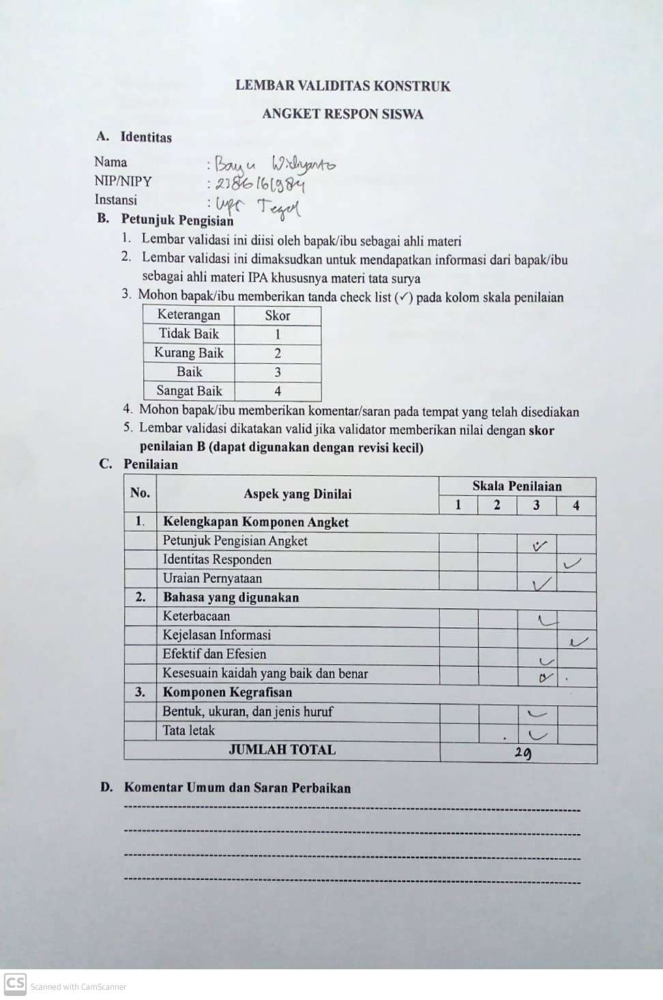 LEMBAR VALIDITAS KONSTRUK
ANGKET RESPON SISWA
A. Identitas
Nama : Bayu Widiyanto
NIP/NIPY : 2386161984
Instansi : UPS Tegal
B. Petunjuk Pengisian
1. Lembar validasi ini diisi oleh bapak/ibu sebagai ahli materi
2. Lembar validasi ini dimaksudkan untuk mendapatkan informasi dari bapak/ibu
sebagai ahli materi IPA khususnya materi tata surya
3. Mohon bapak/ibu memberikan tanda check list (✓) pada kolom skala penilaian
Keterangan Skor
Tidak Baik 1
Kurang Baik 2
Baik 3
Sangat Baik 4
4. Mohon bapak/ibu memberikan komentar/saran pada tempat yang telah disediakan
5. Lembar validasi dikatakan valid jika validator memberikan nilai dengan skor
penilaian B (dapat digunakan dengan revisi kecil)
C. Penilaian
No. Aspek yang Dinilai Skala Penilaian
1 2 3 4
1. Kelengkapan Komponen Angket
Petunjuk Pengisian Angket ✓
Identitas Responden ✓
Uraian Pernyataan ✓
2. Bahasa yang digunakan
Keterbacaan ✓
Kejelasan Informasi ✓
Efektif dan Efesien ✓
Kesesuain kaidah yang baik dan benar ✓
3. Komponen Kegrafisan
Bentuk, ukuran, dan jenis huruf ✓
Tata letak ✓
JUMLAH TOTAL 29
D. Komentar Umum dan Saran Perbaikan
CS Scanned with CamScanner